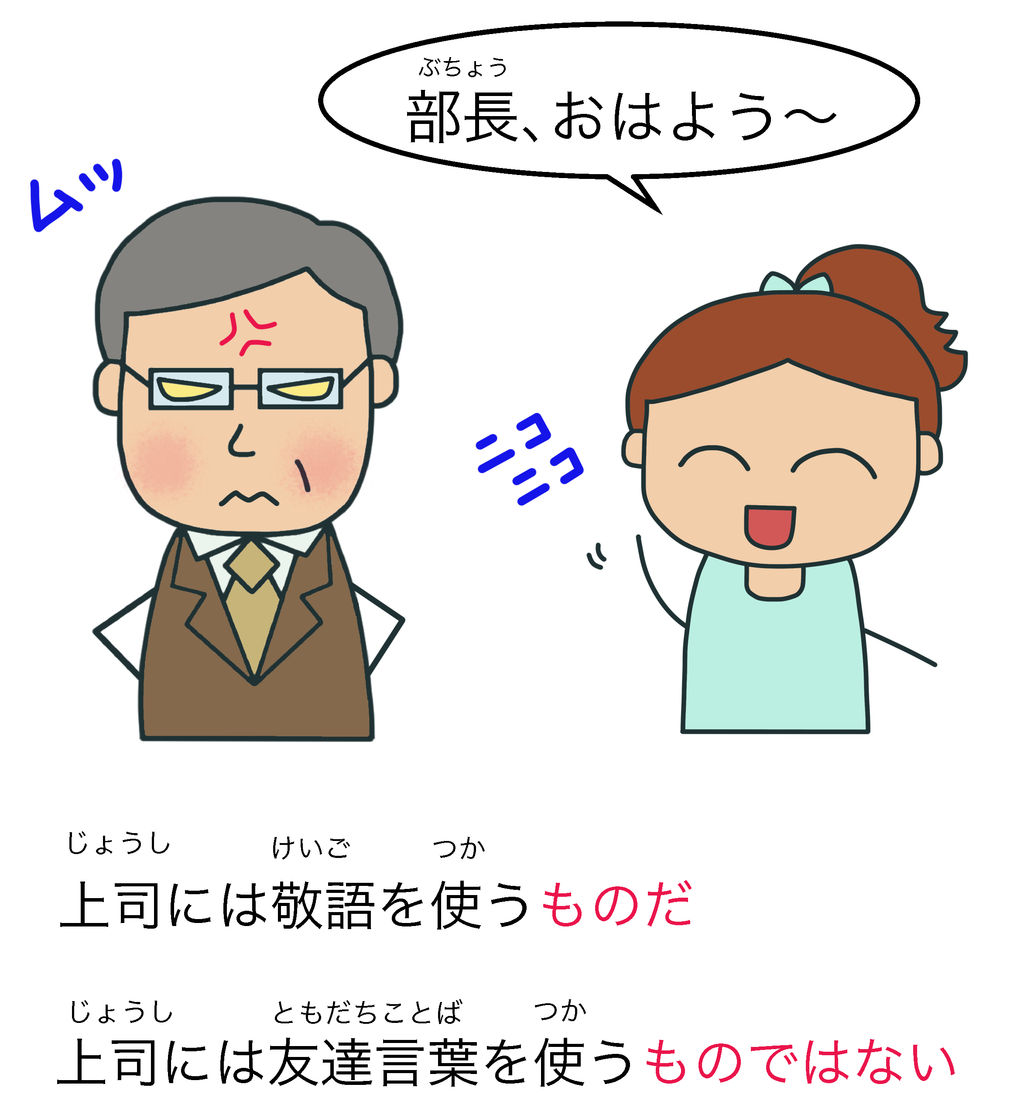 ぶちょう
部長、おはよう〜
ムッ
ニコ
ニコ
じょうし けいご つか
上司には敬語を使うものだ
じょうし ともだちことば つか
上司には友達言葉を使うものではない